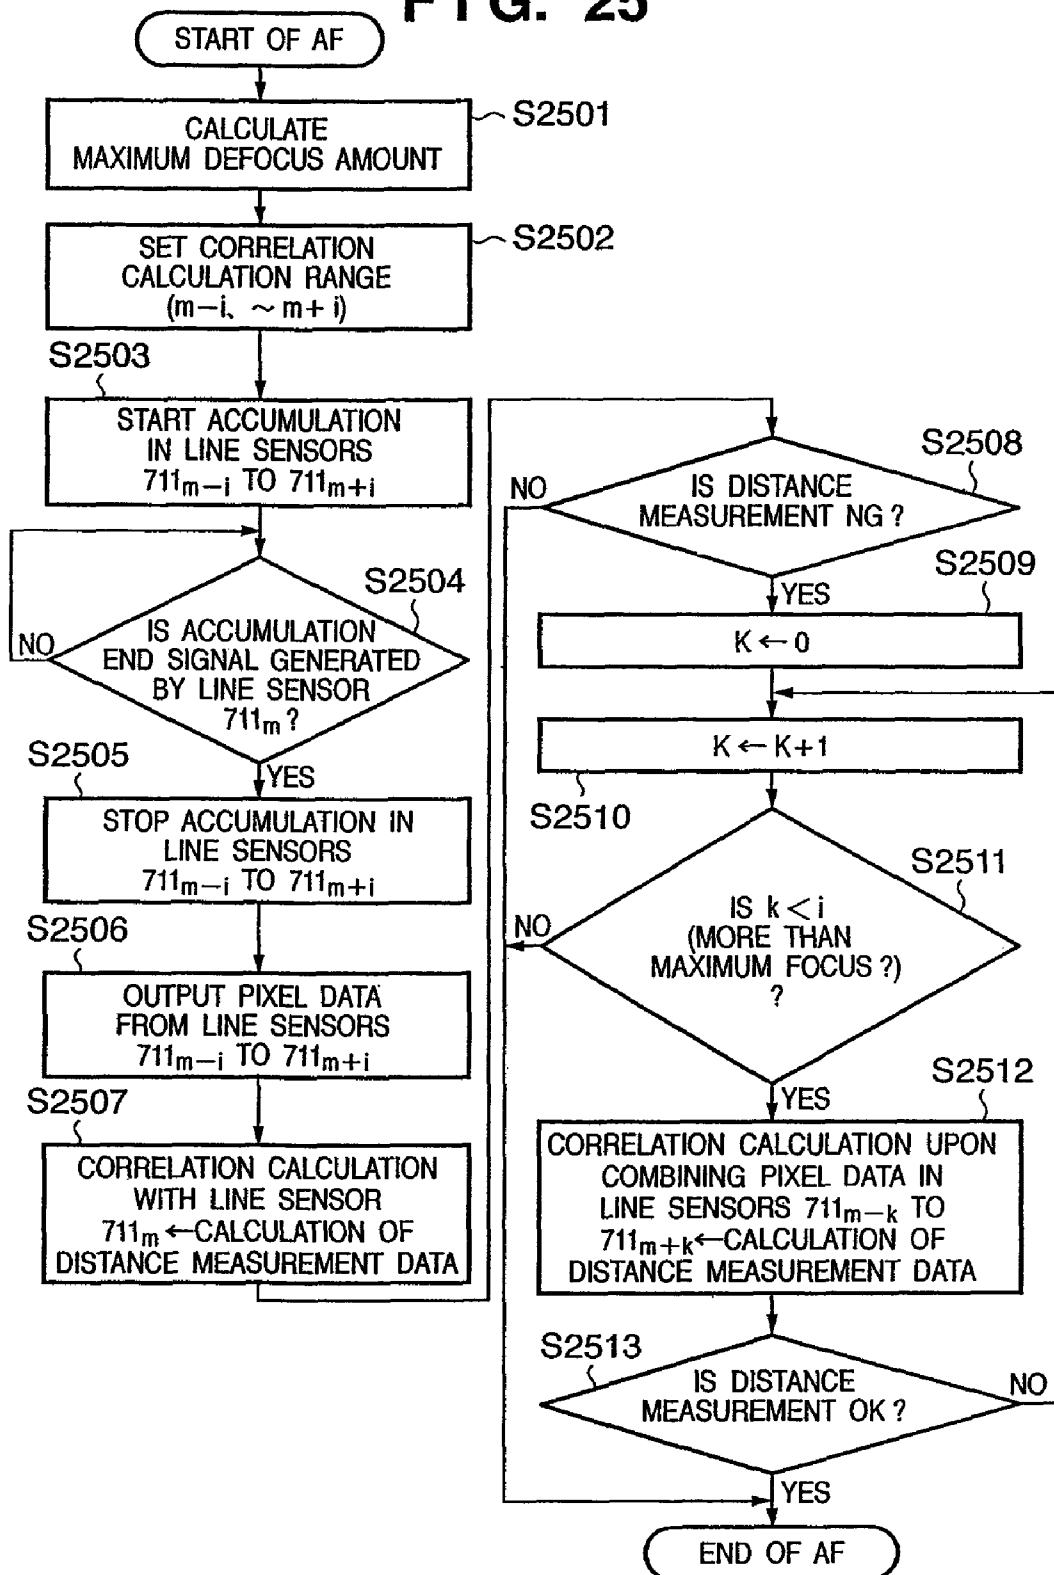 FIG. 25
START OF AF
S2501
CALCULATE
MAXIMUM DEFOCUS AMOUNT
S2502
SET CORRELATION
CALCULATION RANGE
(m−i、~m+i)
S2503
START ACCUMULATION
IN LINE SENSORS
711m−i TO 711m+i
S2504
IS ACCUMULATION
END SIGNAL GENERATED
BY LINE SENSOR
711m ?
NO
YES
S2505
STOP ACCUMULATION IN
LINE SENSORS
711m−i TO 711m+i
S2506
OUTPUT PIXEL DATA
FROM LINE SENSORS
711m−i TO 711m+i
S2507
CORRELATION CALCULATION
WITH LINE SENSOR
711m←CALCULATION OF
DISTANCE MEASUREMENT DATA
S2508
IS DISTANCE
MEASUREMENT NG ?
NO
YES
S2509
K←0
K←K+1
S2510
S2511
IS k<i
(MORE THAN
MAXIMUM FOCUS ?)
?
NO
YES
S2512
CORRELATION CALCULATION UPON
COMBINING PIXEL DATA IN
LINE SENSORS 711m−k TO
711m+k←CALCULATION OF
DISTANCE MEASUREMENT DATA
S2513
IS DISTANCE
MEASUREMENT OK ?
NO
YES
END OF AF